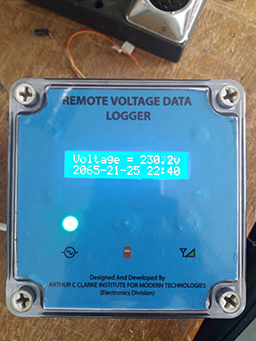 REMOTE VOLTAGE DATA
LOGGER
Voltage = 230.2v
2065-21-25 22:40
Designed And Developed By
ARTHUR C CLARKE INSTITUTE FOR MODERN TECHNOLOGIES
(Electronics Division)